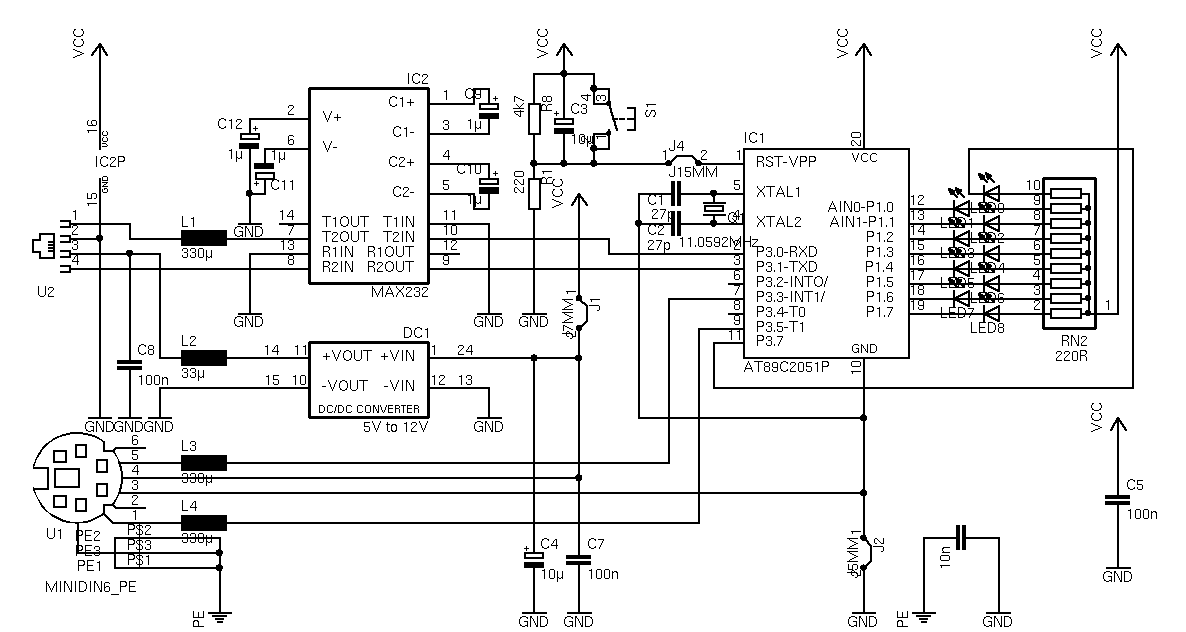 VCC
VCC
VCC
VCC
IC2
C9
+
1µ
C1+
C1-
C2+
C2-
1
3
4
5
C10
+
1µ
V+
V-
2
6
C12
+
1µ
1µ
+
C11
GND
16
VCC
IC2P
GND
15
T1OUT
T2OUT
R1IN
R2IN
14
7
13
8
T1IN
T2IN
R1OUT
R2OUT
11
10
12
9
MAX232
GND
GND
GND
1
2
3
4
U2
L1
330µ
4k7
R8
+
C3
10µ
4
3
1
S1
220
R1
VCC
J4
1
2
J15MM
IC1
1
RST-VPP
20
VCC
5
XTAL1
4
XTAL2
C1
27p
C2
27p
11.0592MHz
2
P3.0-RXD
3
P3.1-TXD
6
P3.2-INTO/
7
P3.3-INT1/
8
P3.4-T0
9
P3.5-T1
11
P3.7
AIN0-P1.0
AIN1-P1.1
P1.2
P1.3
P1.4
P1.5
P1.6
P1.7
12
13
14
15
16
17
18
19
GND
10
AT89C2051P
LED7
LED8
10
9
8
7
6
5
4
3
2
1
RN2
220R
1
J1
J7MM
DC1
14
11
+VOUT
+VIN
1
24
15
10
-VOUT
-VIN
12
13
DC/DC CONVERTER
5V to 12V
L2
33µ
C8
100n
GND
GND
GND
GND
6
5
4
3
2
1
L3
330µ
L4
330µ
U1
PE2
PE3
PE1
PS2
PS3
PS1
MINIDIN6_PE
PE
C4
+
10µ
GND
C7
100n
GND
1
J2
J5MM
GND
10n
PE
GND
VCC
C5
100n
GND